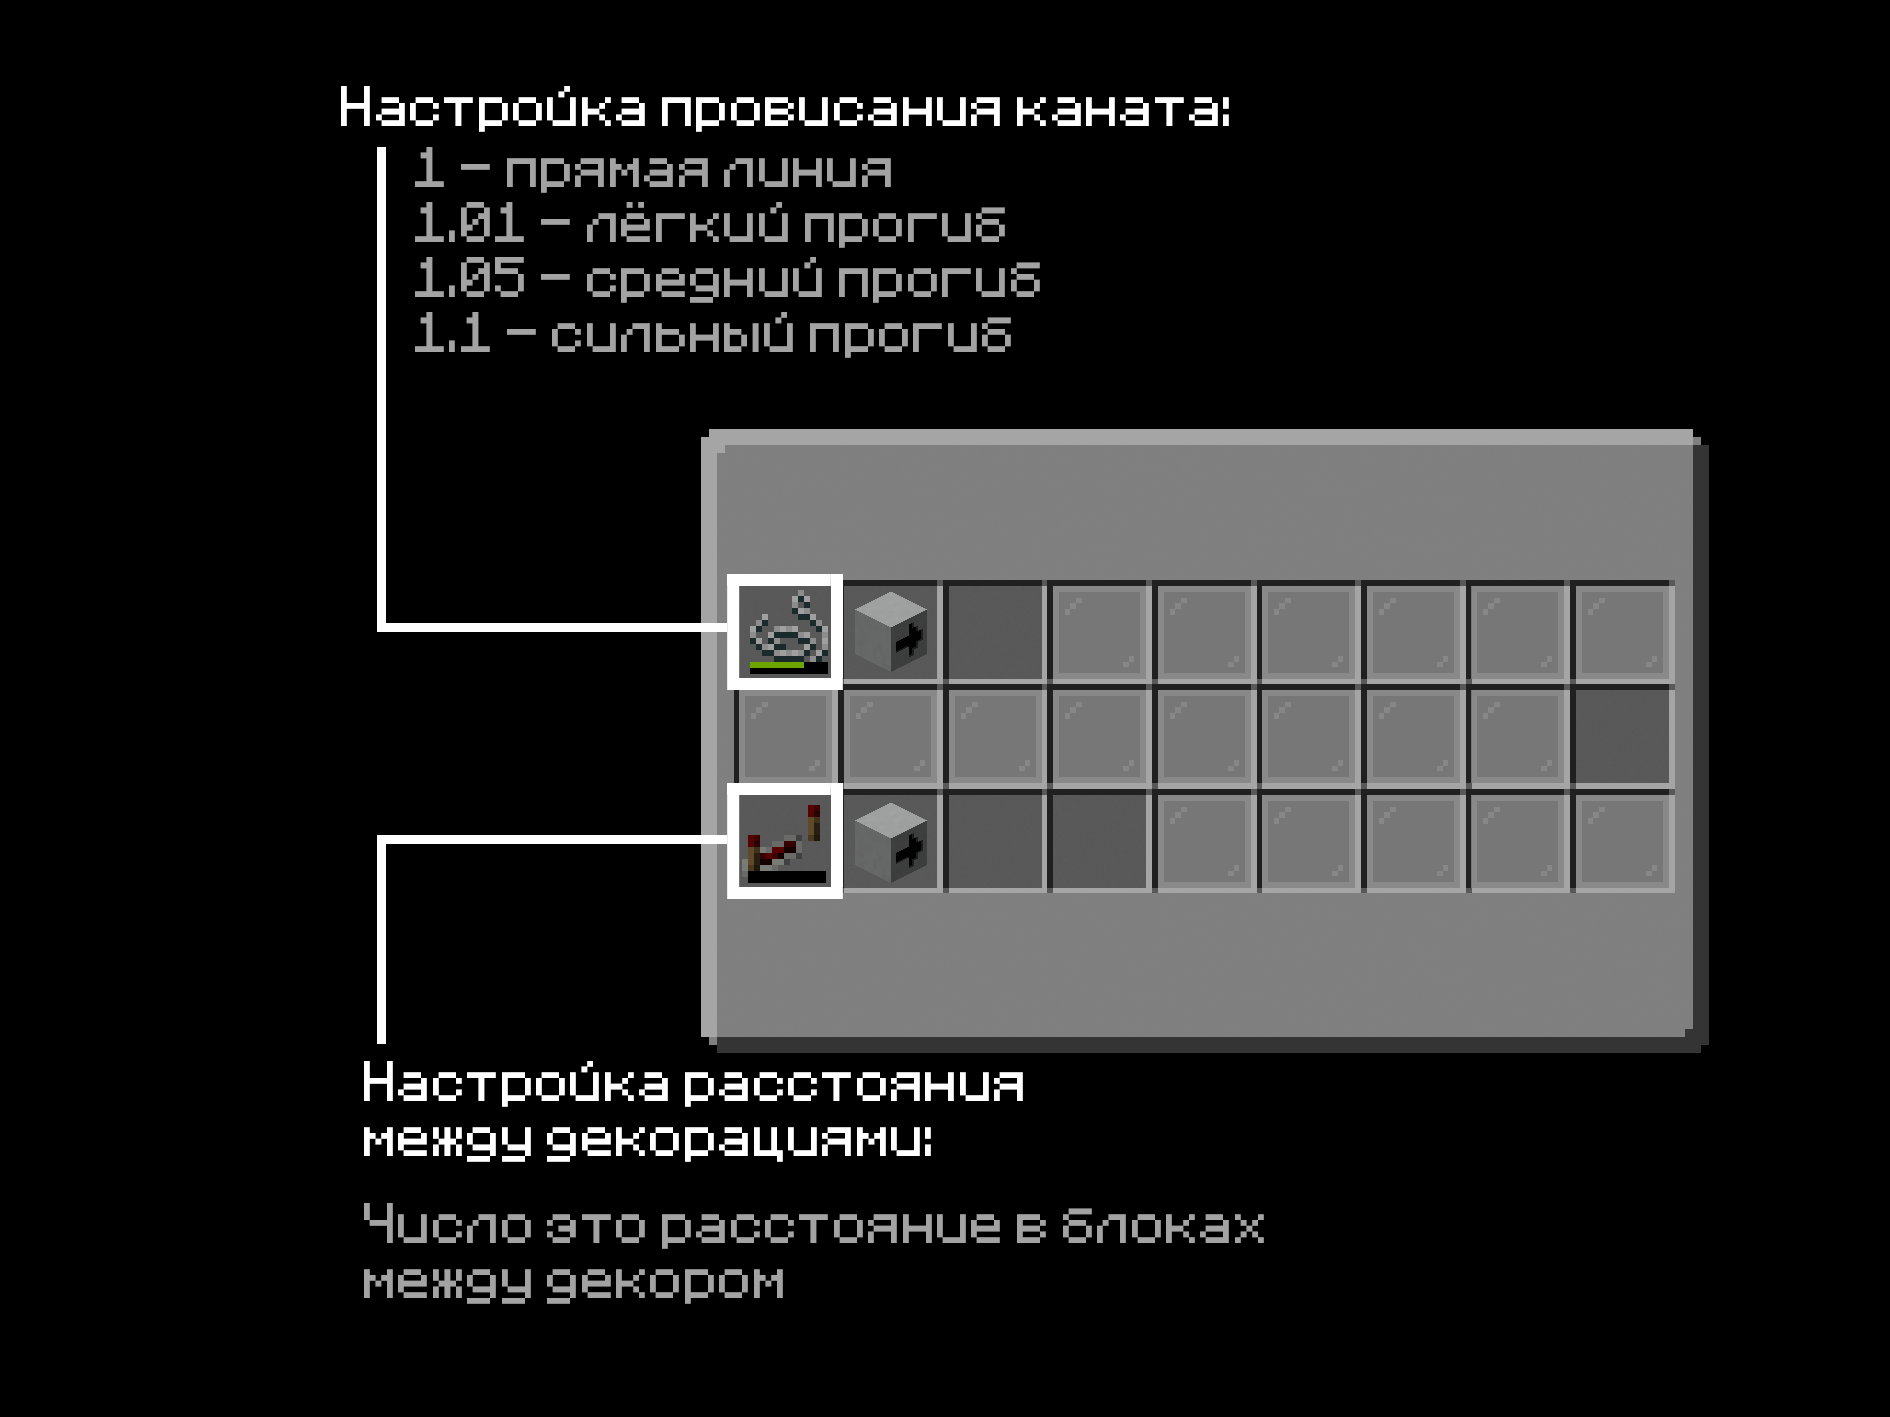 Настройка провисания каната:
1 - прямая линия
1.01 - лёгкий прогиб
1.05 - средний прогиб
1.1 - сильный прогиб
Настройка расстояния
между декорациями:
Число это расстояние в блоках
между декором